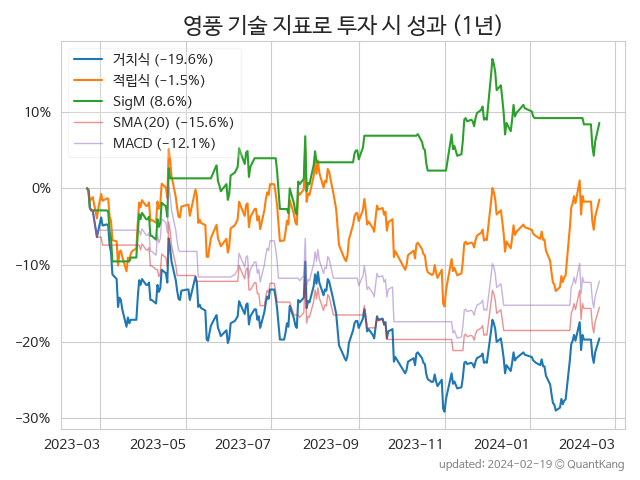 영풍 기술 지표로 투자 시 성과 (1년)
거치식 (−19.6%)
적립식 (−1.5%)
SigM (8.6%)
SMA(20) (−15.6%)
MACD (−12.1%)
10%
0%
−10%
−20%
−30%
2023-03 2023-05 2023-07 2023-09 2023-11 2024-01 2024-03
updated: 2024-02-19 © QuantKang